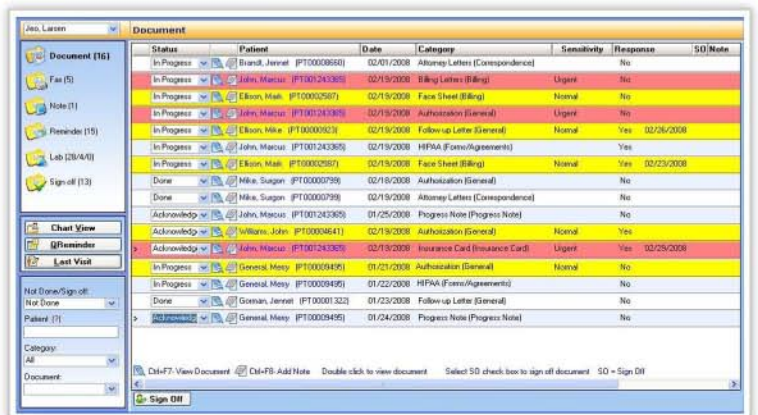 Jeo, Larsen
Document
Document (16)
Fax (5)
Note (1)
Reminder (15)
Lab (28/4/0)
Sign-off (13)
Chart View
QReminder
Last Visit
Not Done/Sign off:
Not Done
Patient [?]
Category:
All
Document:
Status Patient Date Category Sensitivity Response SO Note
In Progress Brandt, Jennet (PT00008668) 02/01/2008 Attorney Letters (Correspondence) No
In Progress John, Marcus (PT001243365) 02/19/2008 Billing Letters (Billing) Urgent No
In Progress Ellison, Mark (PT00002587) 02/19/2008 Face Sheet (Billing) Normal No
In Progress John, Marcus (PT001243365) 02/19/2008 Authorization (General) Urgent No
In Progress Ellison, Mike (PT00000923) 02/19/2008 Follow up Letter (General) Normal Yes 02/26/2008
In Progress John, Marcus (PT001243365) 02/19/2008 HIPAA (Forms/Agreements) Yes
In Progress Ellison, Mark (PT00002587) 02/19/2008 Face Sheet (Billing) Normal Yes 02/23/2008
Done Mike, Surgon (PT00000799) 02/18/2008 Authorization (General) No
Done Mike, Surgon (PT00000799) 02/19/2008 Attorney Letters (Correspondence) No
Acknowledge John, Marcus (PT001243365) 01/25/2008 Progress Note (Progress Note) No
Acknowledge Williams, John (PT00004641) 02/19/2008 Authorization (General) Normal Yes
> Acknowledge John, Marcus (PT001243365) 02/19/2008 Insurance Card (Insurance Card) Urgent Yes 02/29/2008
In Progress General, Mesy (PT00009495) 01/21/2008 Authorization (General) Normal No
In Progress General, Mesy (PT00009495) 01/22/2008 HIPAA (Forms/Agreements) No
Done Gorman, Jennet (PT00001322) 01/23/2008 Follow up Letter (General) No
> Acknowledg General, Mesy (PT00009495) 01/24/2008 Progress Note (Progress Note) No
Ctrl+F7- View Document Ctrl+F8- Add Note Double click to view document Select SO check box to sign off document SO = Sign Off
Sign Off